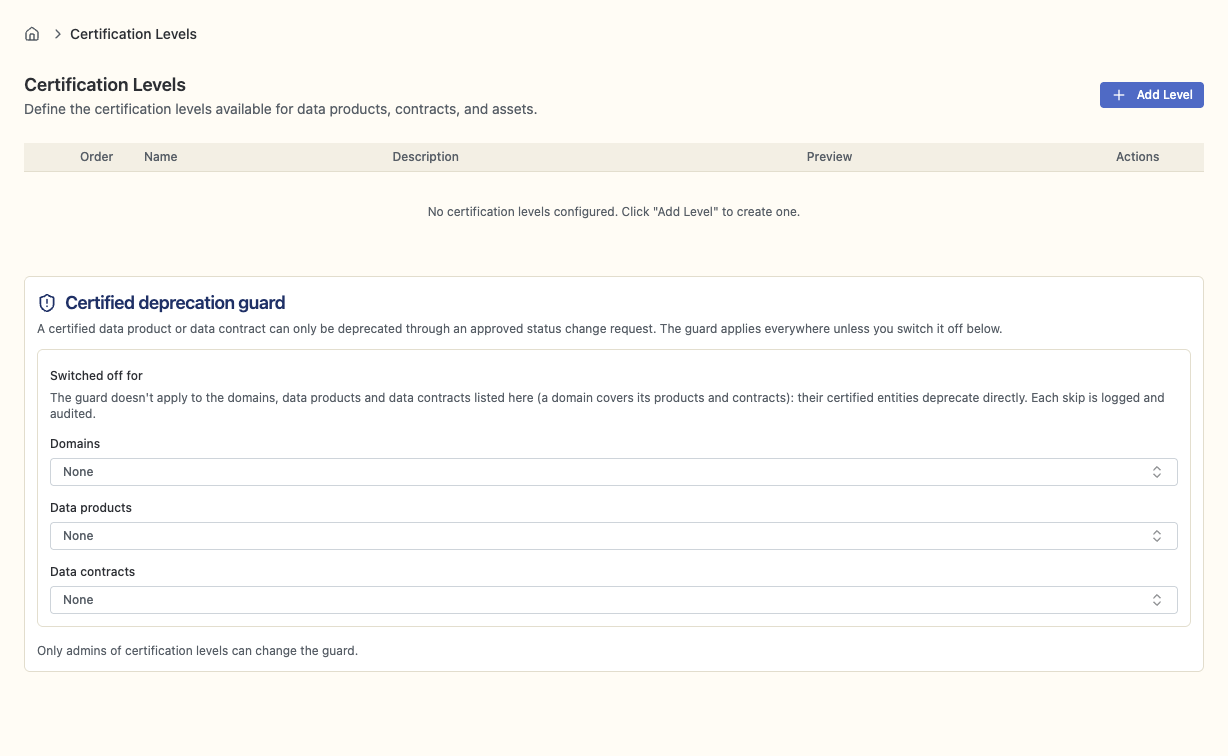 Certification Levels
Certification Levels
Define the certification levels available for data products, contracts, and assets.
Add Level
Order Name Description Preview Actions
No certification levels configured. Click "Add Level" to create one.
Certified deprecation guard
A certified data product or data contract can only be deprecated through an approved status change request. The guard applies everywhere unless you switch it off below.
Switched off for
The guard doesn't apply to the domains, data products and data contracts listed here (a domain covers its products and contracts): their certified entities deprecate directly. Each skip is logged and
audited.
Domains
None
Data products
None
Data contracts
None
Only admins of certification levels can change the guard.